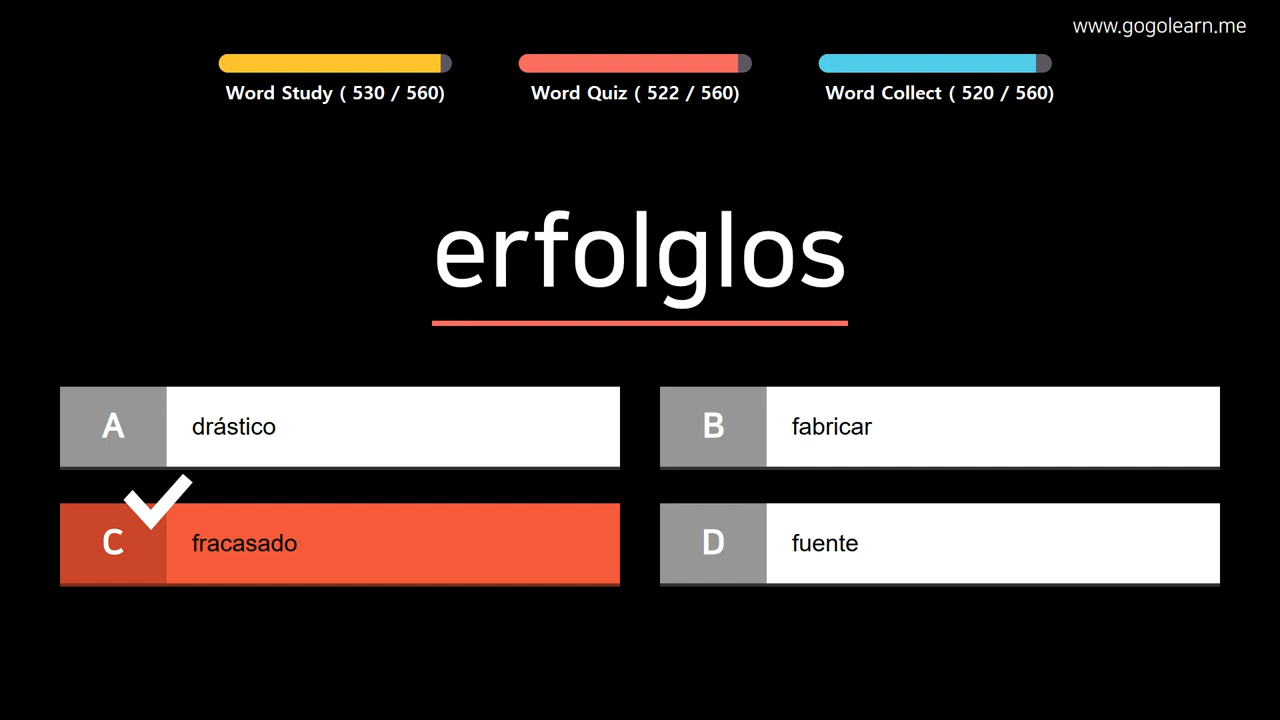 www.gogolearn.me
Word Study ( 530 / 560)
Word Quiz ( 522 / 560)
Word Collect ( 520 / 560)
erfolglos
A
drástico
B
fabricar
C
fracasado
D
fuente